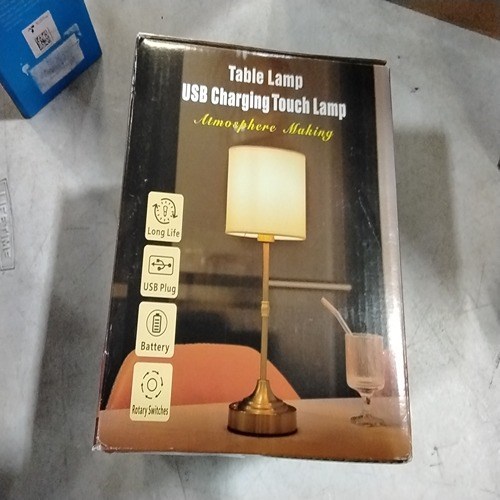 Table Lamp
USB Charging Touch Lamp
Atmosphere Making
Long Life
USB Plug
Battery
Rotary Switches